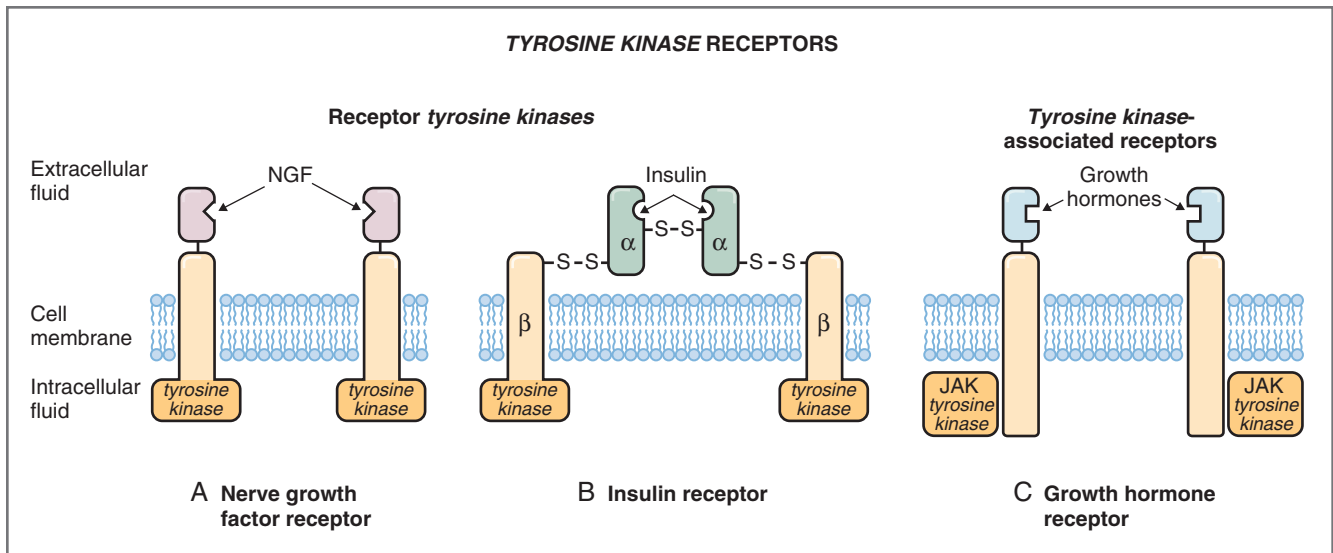 TYROSINE KINASE RECEPTORS
Receptor tyrosine kinases
Tyrosine kinase-
associated receptors
Extracellular
fluid
NGF
Insulin
Growth
hormones
α
S-S
α
S-S
S-S
Cell
membrane
β
β
Intracellular
fluid
tyrosine
kinase
tyrosine
kinase
tyrosine
kinase
tyrosine
kinase
JAK
tyrosine
kinase
JAK
tyrosine
kinase
A Nerve growth
factor receptor
B Insulin receptor
C Growth hormone
receptor